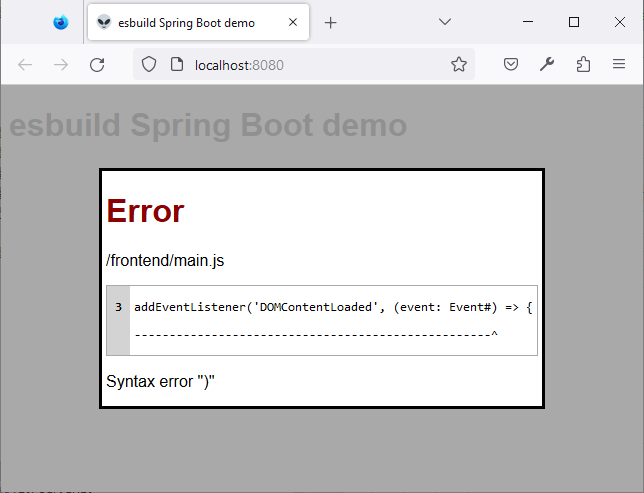 esbuild Spring Boot demo
localhost:8080
esbuild Spring Boot demo
Error
/frontend/main.js
3 addEventListener('DOMContentLoaded', (event: Event#) => {
---------------------------------------------------^
Syntax error ")"